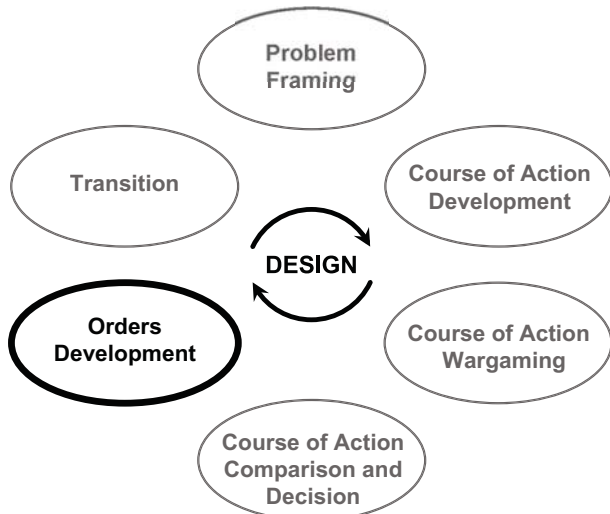 Problem
Framing
Course of Action
Development
Course of Action
Wargaming
Course of Action
Comparison and
Decision
Orders
Development
Transition
DESIGN